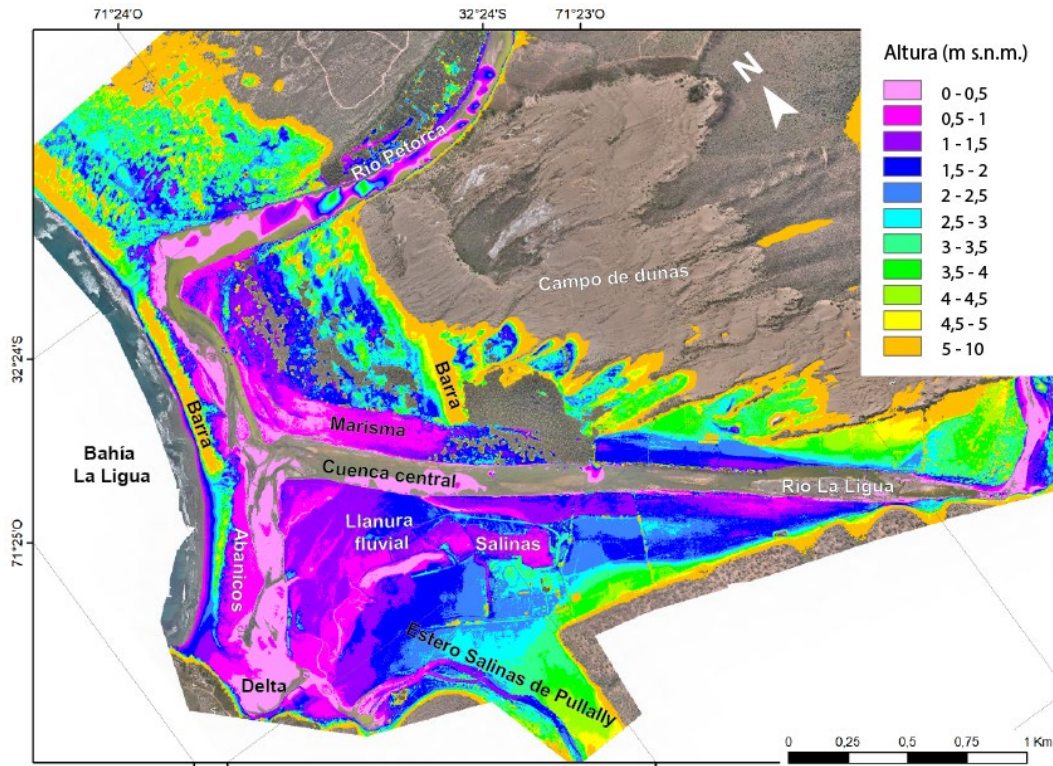 71°24'O
32°24'S
71°23'O
Altura (m s.n.m.)
0 - 0,5
0,5 - 1
1 - 1,5
1,5 - 2
2 - 2,5
2,5 - 3
3 - 3,5
3,5 - 4
4 - 4,5
4,5 - 5
5 - 10
N
Río Petorca
Campo de dunas
32°24'S
Barra
Barra
Marisma
Bahía
La Ligua
Cuenca central
Río La Ligua
Llanura
fluvial
Salinas
71°25'O
Abanicos
Estero Salinas de Pullally
Delta
0 0,25 0,5 0,75 1 Km